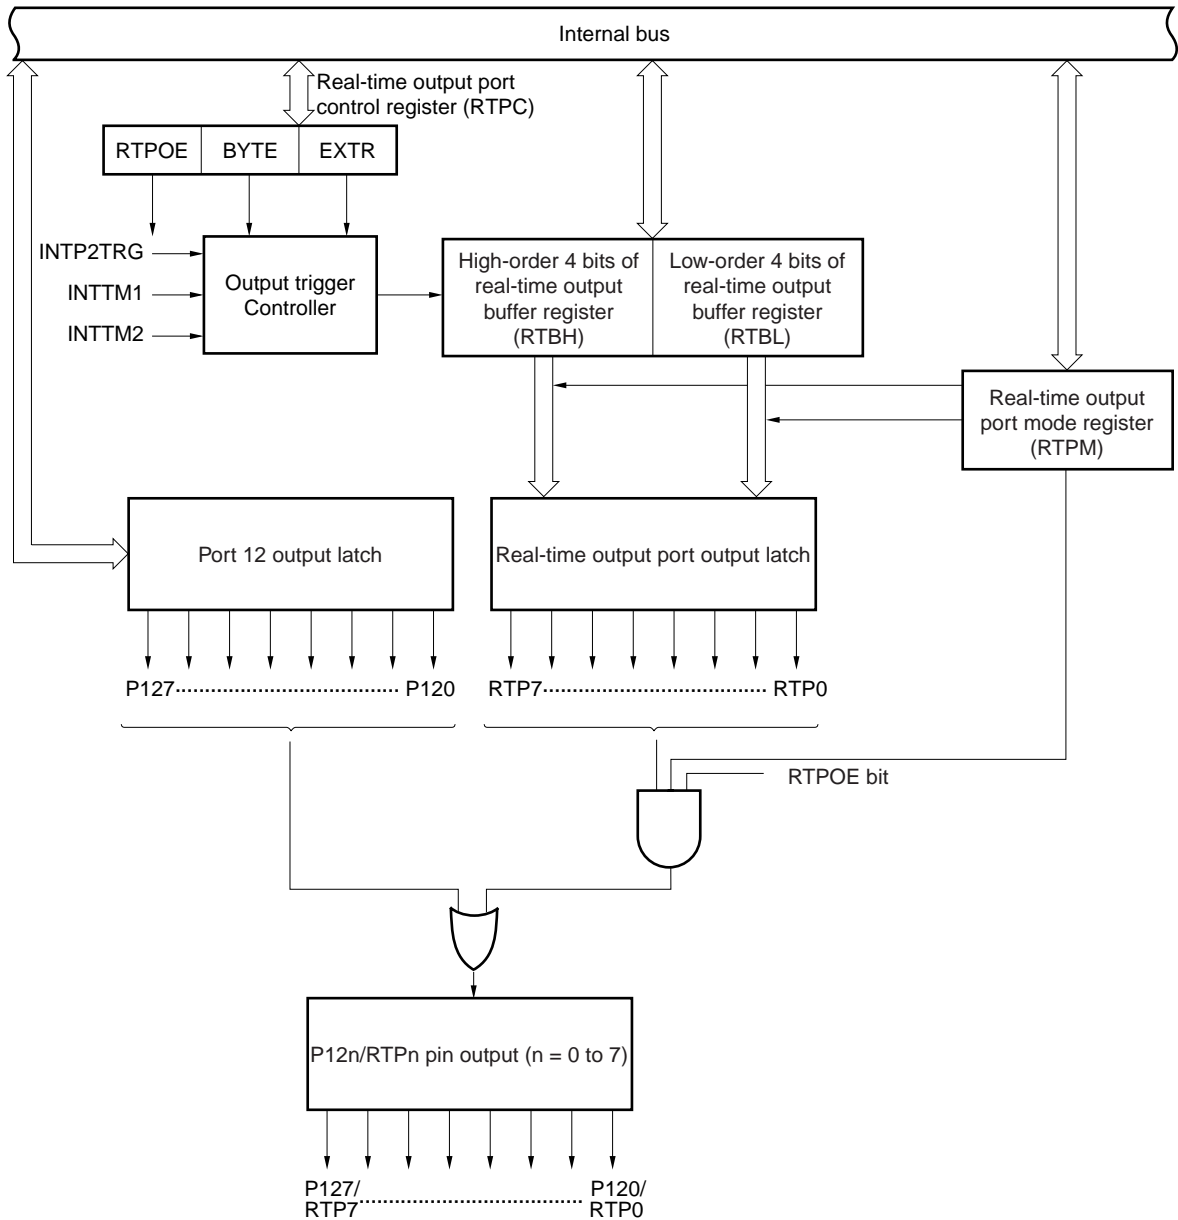 Internal bus
Real-time output port
control register (RTPC)
RTPOE BYTE EXTR
INTP2TRG
INTTM1
INTTM2
Output trigger
Controller
High-order 4 bits of
real-time output
buffer register
(RTBH)
Low-order 4 bits of
real-time output
buffer register
(RTBL)
Real-time output
port mode register
(RTPM)
Port 12 output latch
Real-time output port output latch
P127 P120
RTP7 RTP0
RTPOE bit
P12n/RTPn pin output (n = 0 to 7)
P127/
RTP7
P120/
RTP0